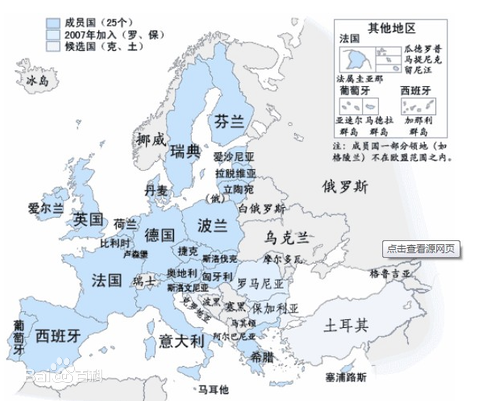 成员国（25个）
2007年加入（罗、保）
候选国（克、土）
其他地区
法国
瓜德罗普
马提尼克
留尼汪
法属圭亚那
葡萄牙
西班牙
亚速尔 马德拉
群岛 群岛
加那利
群岛
注：成员国一部分领地（如
格陵兰）不在欧盟范围之内。
冰岛
芬兰
挪威
瑞典
爱沙尼亚
拉脱维亚
立陶宛
（俄）
丹麦
俄罗斯
白俄罗斯
爱尔兰
英国
荷兰
德国
波兰
乌克兰
比利时
卢森堡
捷克
斯洛伐克
摩尔多瓦
点击查看源网页
法国
瑞士
奥地利
匈牙利
斯洛文尼亚
罗马尼亚
格鲁吉亚
克罗地亚
波黑
塞黑
保加利亚
马其顿
阿尔巴尼亚
土耳其
葡萄牙
西班牙
意大利
希腊
塞浦路斯
马耳他
Baidu百科